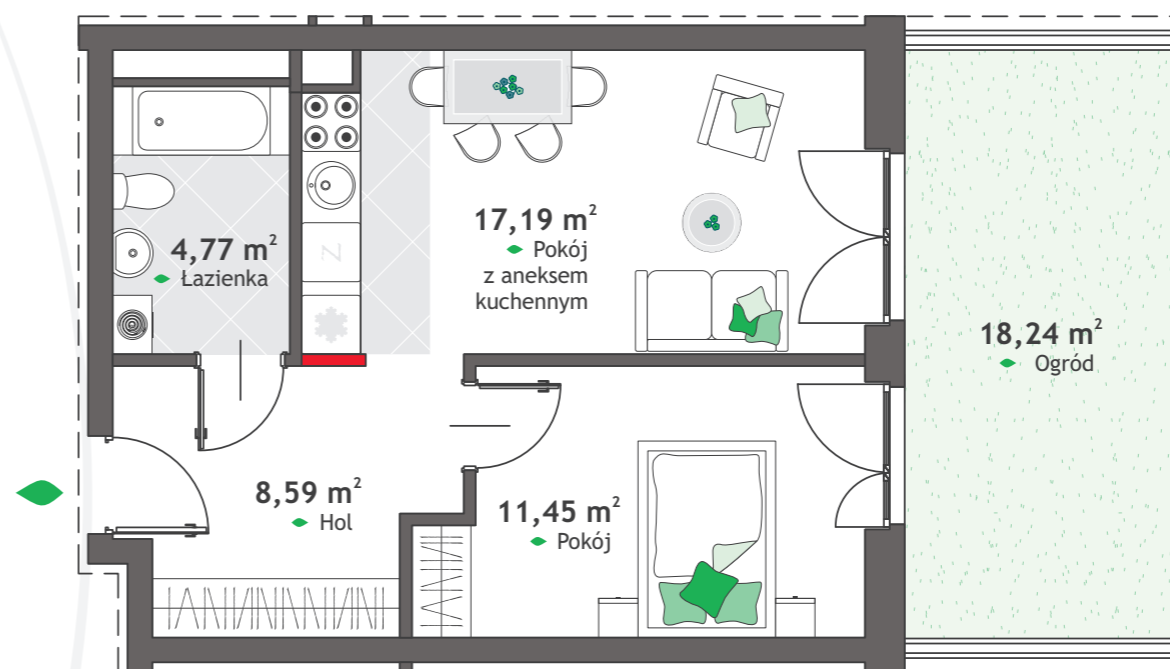 4,77 m²
Łazienka
Z
17,19 m²
Pokój
z aneksem
kuchennym
18,24 m²
Ogród
8,59 m²
Hol
11,45 m²
Pokój